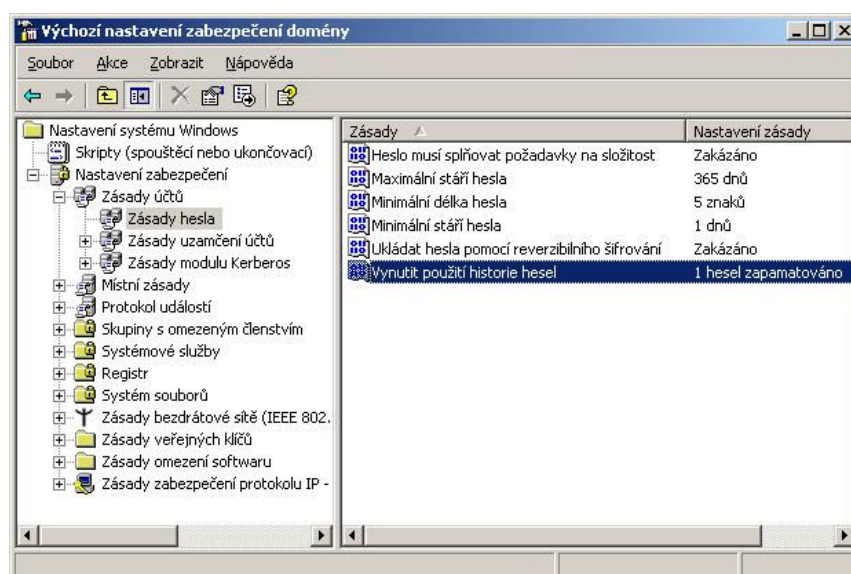 Výchozí nastavení zabezpečení domény
Soubor Akce Zobrazit Nápověda
Nastavení systému Windows
Skripty (spouštěcí nebo ukončovací)
Nastavení zabezpečení
Zásady účtů
Zásady hesla
Zásady uzamčení účtů
Zásady modulu Kerberos
Místní zásady
Protokol událostí
Skupiny s omezeným členstvím
Systémové služby
Registr
Systém souborů
Zásady bezdrátové sítě (IEEE 802.
Zásady veřejných klíčů
Zásady omezení softwaru
Zásady zabezpečení protokolu IP -
Zásady Nastavení zásady
Heslo musí splňovat požadavky na složitost Zakázáno
Maximální stáří hesla 365 dnů
Minimální délka hesla 5 znaků
Minimální stáří hesla 1 dnů
Ukládat hesla pomocí reverzibilního šifrování Zakázáno
Vynutit použití historie hesel 1 hesel zapamatováno